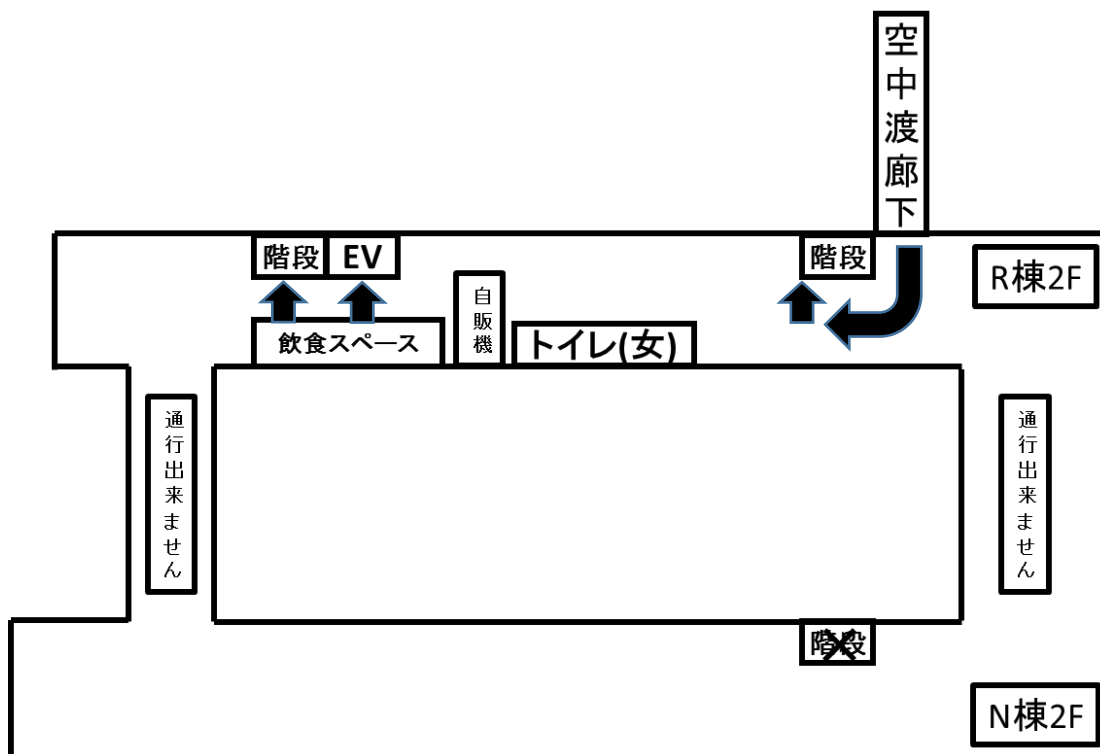 空中渡廊下
階段
EV
階段
R棟2F
自販機
飲食スペース
トイレ(女)
通行出来ません
通行出来ません
階段
N棟2F